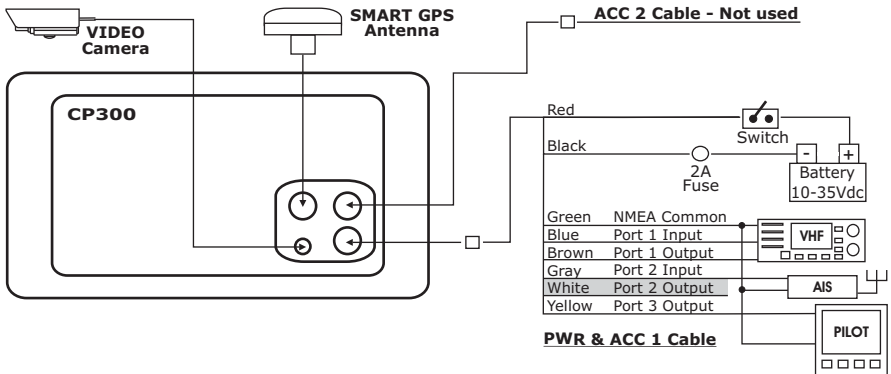 VIDEO
Camera
SMART GPS
Antenna
ACC 2 Cable - Not used
CP300
Red
Switch
Black
2A
Fuse
- +
Battery
10-35Vdc
Green NMEA Common
Blue Port 1 Input
Brown Port 1 Output
Gray Port 2 Input
White Port 2 Output
Yellow Port 3 Output
VHF
AIS
PILOT
PWR & ACC 1 Cable